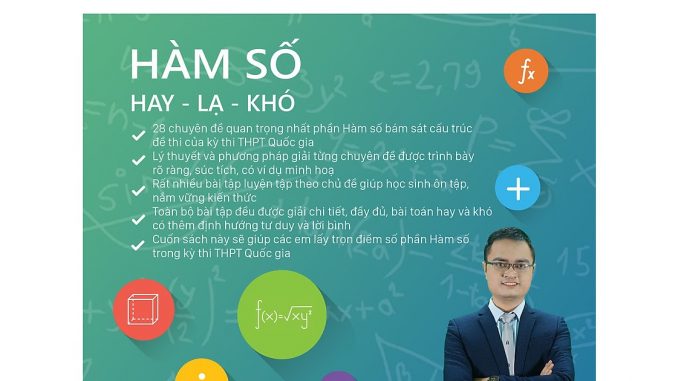 HÀM SỐ
HAY - LẠ - KHÓ
28 chuyên đề quan trọng nhất phần Hàm số bám sát cấu trúc
đề thi của kỳ thi THPT Quốc gia
Lý thuyết và phương pháp giải từng chuyên đề được trình bày
rõ ràng, súc tích, có ví dụ minh hoạ
Rất nhiều bài tập luyện tập theo chủ đề giúp học sinh ôn tập,
nắm vững kiến thức
Toàn bộ bài tập đều được giải chi tiết, đầy đủ, bài toán hay và khó
có thêm định hướng tư duy và lời bình
Cuốn sách này sẽ giúp các em lấy trọn điểm số phần Hàm số
trong kỳ thi THPT Quốc gia
fx
f(x)=√xy²
e=2,79